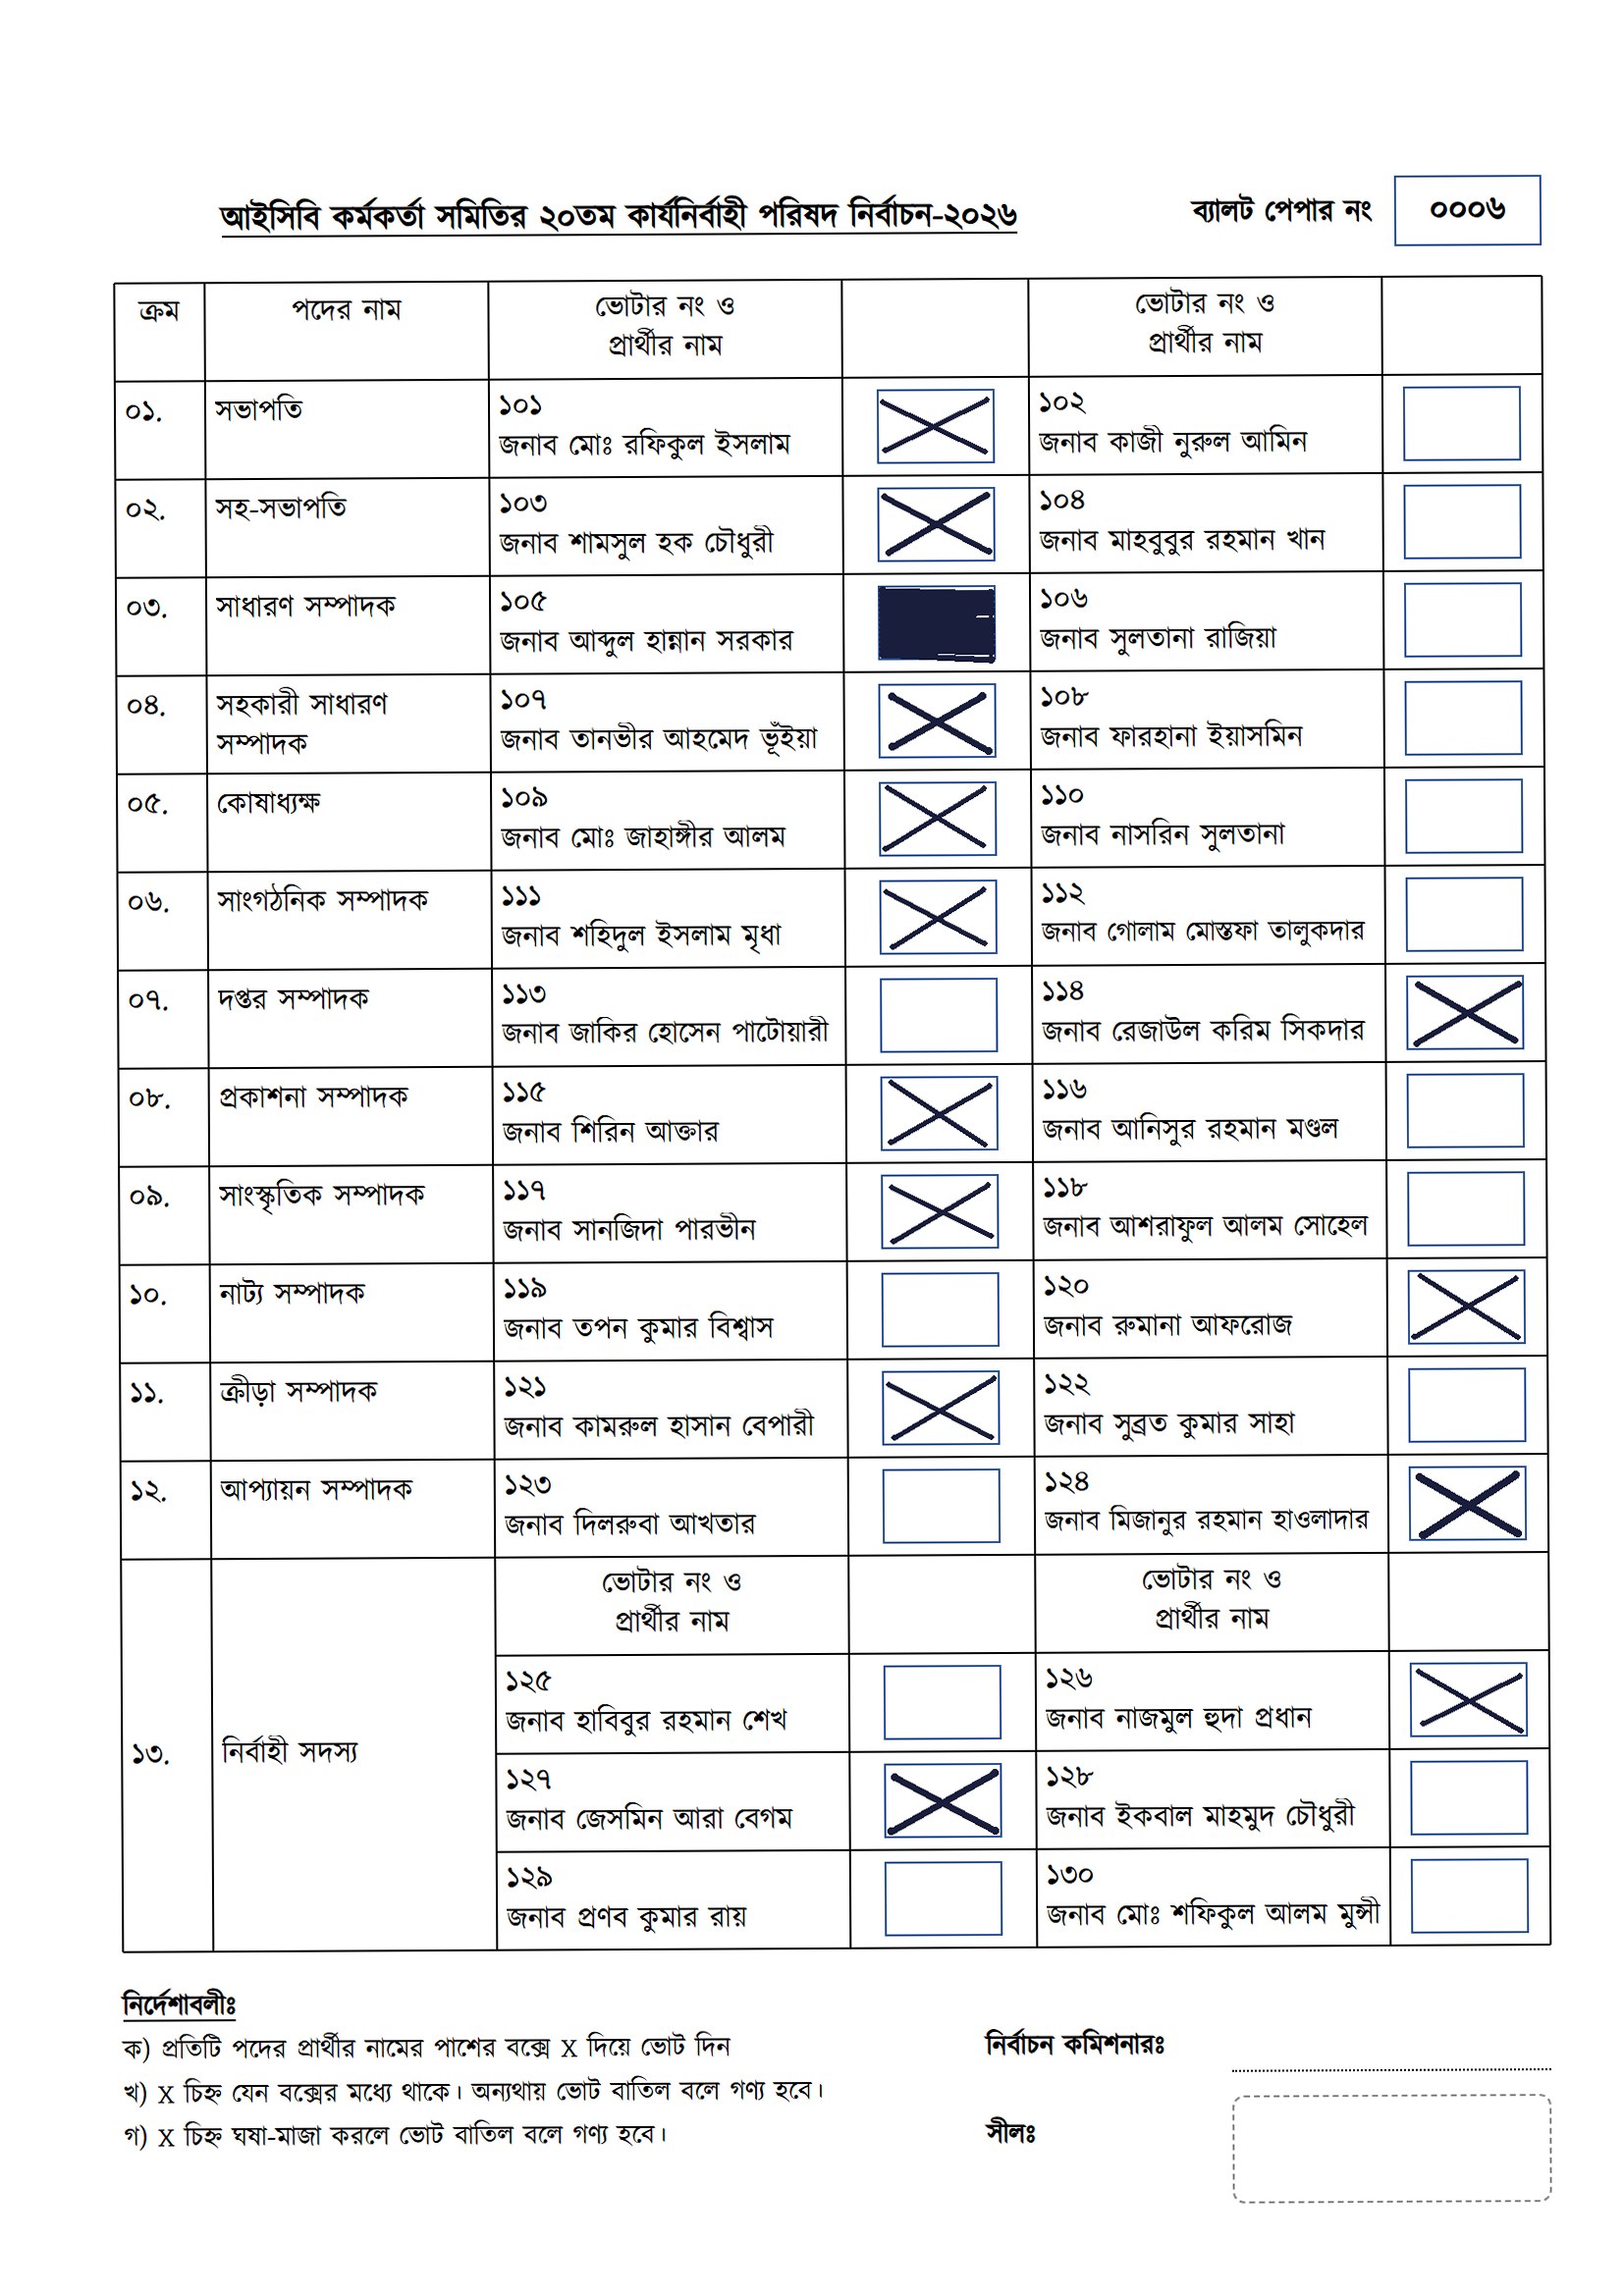 আইসিবি কর্মকর্তা সমিতির ২০তম কার্যনির্বাহী পরিষদ নির্বাচন-২০২৬ ব্যালট পেপার নং ০০০৬
ক্রম পদের নাম ভোটার নং ও প্রার্থীর নাম ভোটার নং ও প্রার্থীর নাম
০১. সভাপতি ১০১ ১০২
জনাব মোঃ রফিকুল ইসলাম জনাব কাজী নুরুল আমিন
০২. সহ-সভাপতি ১০৩ ১০৪
জনাব শামসুল হক চৌধুরী জনাব মাহবুবুর রহমান খান
০৩. সাধারণ সম্পাদক ১০৫ ১০৬
জনাব আব্দুল হান্নান সরকার জনাব সুলতানা রাজিয়া
০৪. সহকারী সাধারণ সম্পাদক ১০৭ ১০৮
জনাব তানভীর আহমেদ ভূঁইয়া জনাব ফারহানা ইয়াসমিন
০৫. কোষাধ্যক্ষ ১০৯ ১১০
জনাব মোঃ জাহাঙ্গীর আলম জনাব নাসরিন সুলতানা
০৬. সাংগঠনিক সম্পাদক ১১১ ১১২
জনাব শহিদুল ইসলাম মৃধা জনাব গোলাম মোস্তফা তালুকদার
০৭. দপ্তর সম্পাদক ১১৩ ১১৪
জনাব জাকির হোসেন পাটোয়ারী জনাব রেজাউল করিম সিকদার
০৮. প্রকাশনা সম্পাদক ১১৫ ১১৬
জনাব শিরিন আক্তার জনাব আনিসুর রহমান মণ্ডল
০৯. সাংস্কৃতিক সম্পাদক ১১৭ ১১৮
জনাব সানজিদা পারভীন জনাব আশরাফুল আলম সোহেল
১০. নাট্য সম্পাদক ১১৯ ১২০
জনাব তপন কুমার বিশ্বাস জনাব রুমানা আফরোজ
১১. ক্রীড়া সম্পাদক ১২১ ১২২
জনাব কামরুল হাসান বেপারী জনাব সুব্রত কুমার সাহা
১২. আপ্যায়ন সম্পাদক ১২৩ ১২৪
জনাব দিলরুবা আখতার জনাব মিজানুর রহমান হাওলাদার
ভোটার নং ও প্রার্থীর নাম ভোটার নং ও প্রার্থীর নাম
১৩. নির্বাহী সদস্য
১২৫ ১২৬
জনাব হাবিবুর রহমান শেখ জনাব নাজমুল হুদা প্রধান
১২৭ ১২৮
জনাব জেসমিন আরা বেগম জনাব ইকবাল মাহমুদ চৌধুরী
১২৯ ১৩০
জনাব প্রণব কুমার রায় জনাব মোঃ শফিকুল আলম মুন্সী
নির্দেশাবলীঃ
ক) প্রতিটি পদের প্রার্থীর নামের পাশের বক্সে x দিয়ে ভোট দিন
খ) x চিহ্ন যেন বক্সের মধ্যে থাকে। অন্যথায় ভোট বাতিল বলে গণ্য হবে।
গ) x চিহ্ন ঘষা-মাজা করলে ভোট বাতিল বলে গণ্য হবে।
নির্বাচন কমিশনারঃ
সীলঃ